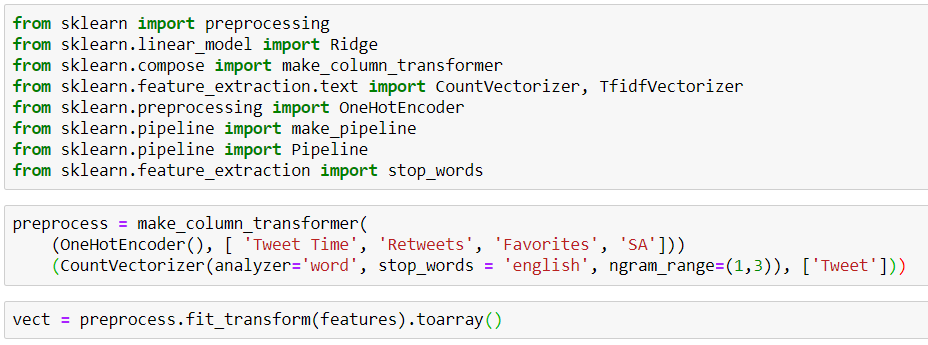 from sklearn import preprocessing
from sklearn.linear_model import Ridge
from sklearn.compose import make_column_transformer
from sklearn.feature_extraction.text import CountVectorizer, TfidfVectorizer
from sklearn.preprocessing import OneHotEncoder
from sklearn.pipeline import make_pipeline
from sklearn.pipeline import Pipeline
from sklearn.feature_extraction import stop_words
preprocess = make_column_transformer(
    (OneHotEncoder(), [ 'Tweet Time', 'Retweets', 'Favorites', 'SA']))
    (CountVectorizer(analyzer='word', stop_words = 'english', ngram_range=(1,3)), ['Tweet']))
vect = preprocess.fit_transform(features).toarray()